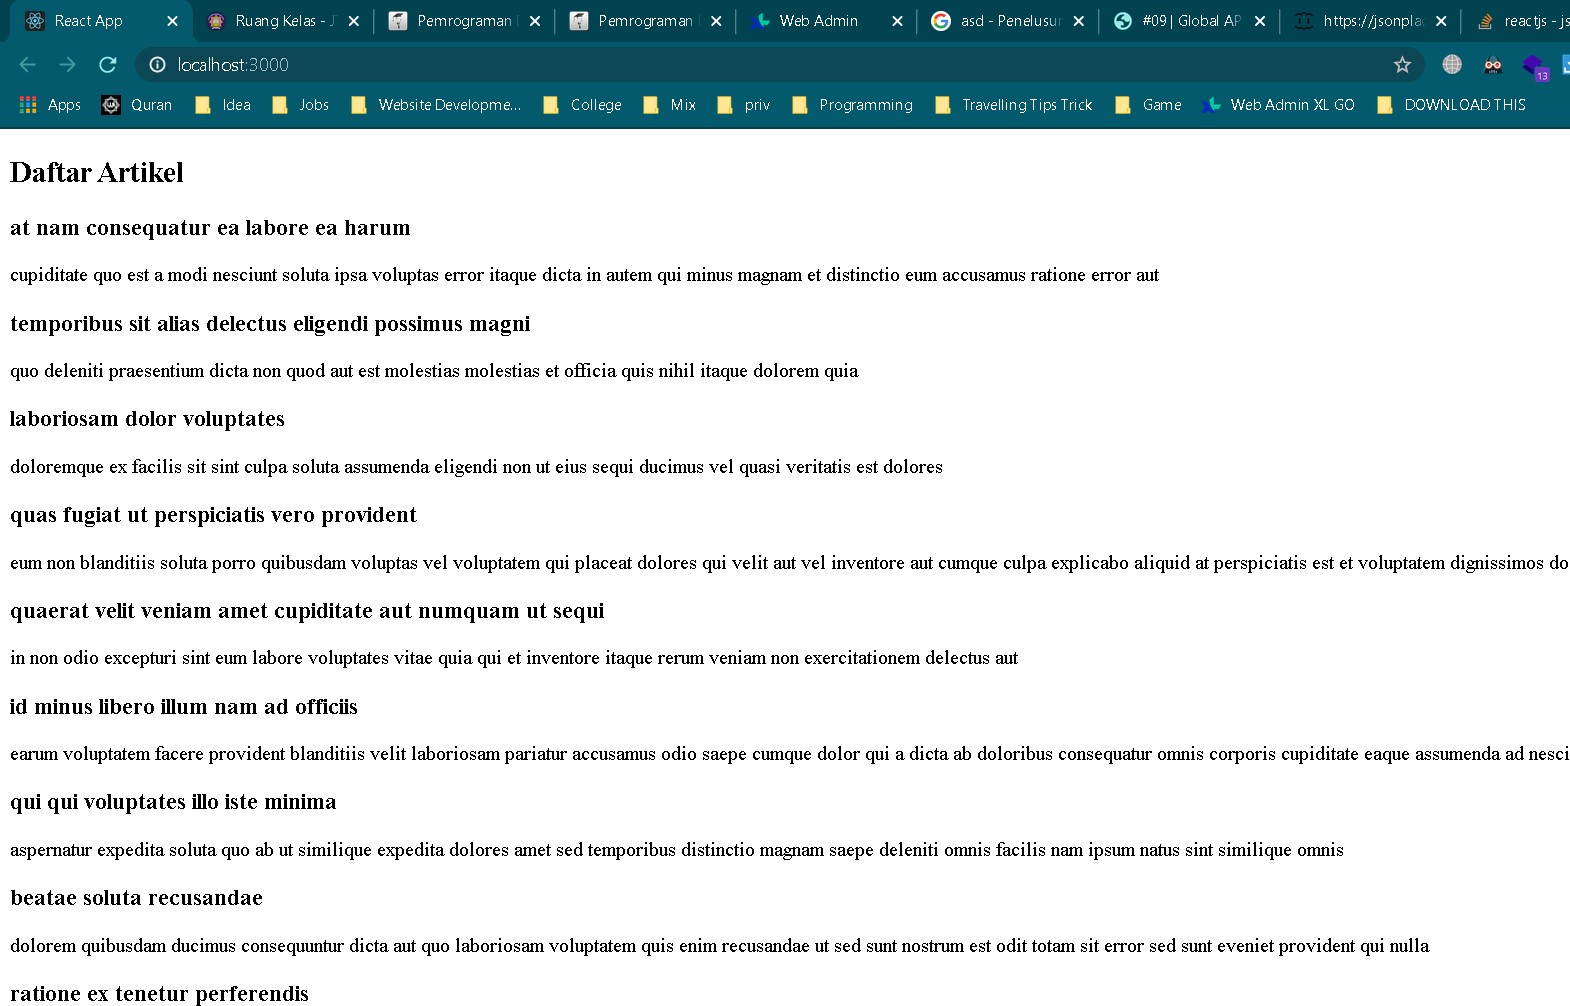 React App
Ruang Kelas - J
Pemrograman
Pemrograman
Web Admin
asd - Penelusur
#09 | Global AP
https://jsonpla
reactjs - js
localhost:3000
13
Apps
Quran
Idea
Jobs
Website Developme...
College
Mix
priv
Programming
Travelling Tips Trick
Game
Web Admin XL GO
DOWNLOAD THIS
Daftar Artikel
at nam consequatur ea labore ea harum
cupiditate quo est a modi nesciunt soluta ipsa voluptas error itaque dicta in autem qui minus magnam et distinctio eum accusamus ratione error aut
temporibus sit alias delectus eligendi possimus magni
quo deleniti praesentium dicta non quod aut est molestias molestias et officia quis nihil itaque dolorem quia
laboriosam dolor voluptates
doloremque ex facilis sit sint culpa soluta assumenda eligendi non ut eius sequi ducimus vel quasi veritatis est dolores
quas fugiat ut perspiciatis vero provident
eum non blanditiis soluta porro quibusdam voluptas vel voluptatem qui placeat dolores qui velit aut vel inventore aut cumque culpa explicabo aliquid at perspiciatis est et voluptatem dignissimos do
quaerat velit veniam amet cupiditate aut numquam ut sequi
in non odio excepturi sint eum labore voluptates vitae quia qui et inventore itaque rerum veniam non exercitationem delectus aut
id minus libero illum nam ad officiis
earum voluptatem facere provident blanditiis velit laboriosam pariatur accusamus odio saepe cumque dolor qui a dicta ab doloribus consequatur omnis corporis cupiditate eaque assumenda ad nesci
qui qui voluptates illo iste minima
aspernatur expedita soluta quo ab ut similique expedita dolores amet sed temporibus distinctio magnam saepe deleniti omnis facilis nam ipsum natus sint similique omnis
beatae soluta recusandae
dolorem quibusdam ducimus consequuntur dicta aut quo laboriosam voluptatem quis enim recusandae ut sed sunt nostrum est odit totam sit error sed sunt eveniet provident qui nulla
ratione ex tenetur perferendis